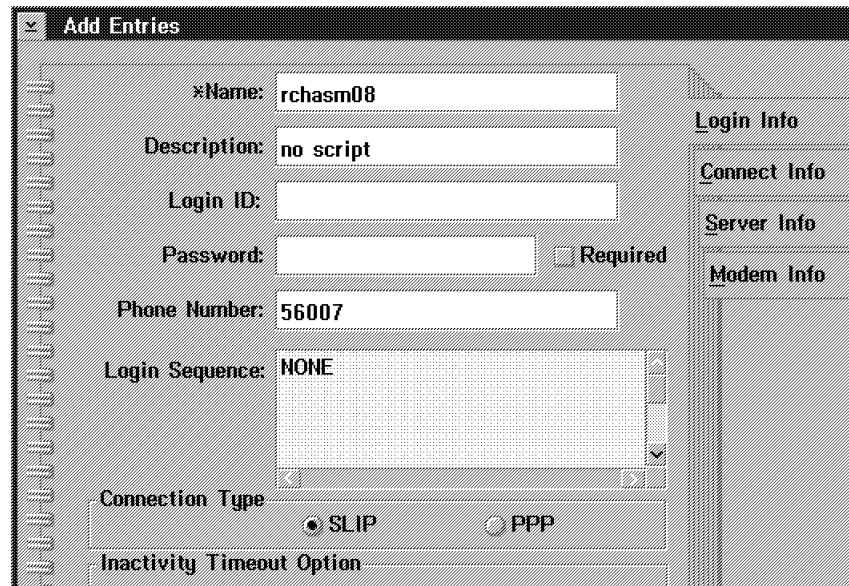 Add Entries
*Name: rchasm08
Login Info
Description: no script
Connect Info
Login ID:
Server Info
Password: Required
Modem Info
Phone Number: 56007
Login Sequence: NONE
Connection Type
SLIP PPP
Inactivity Timeout Option